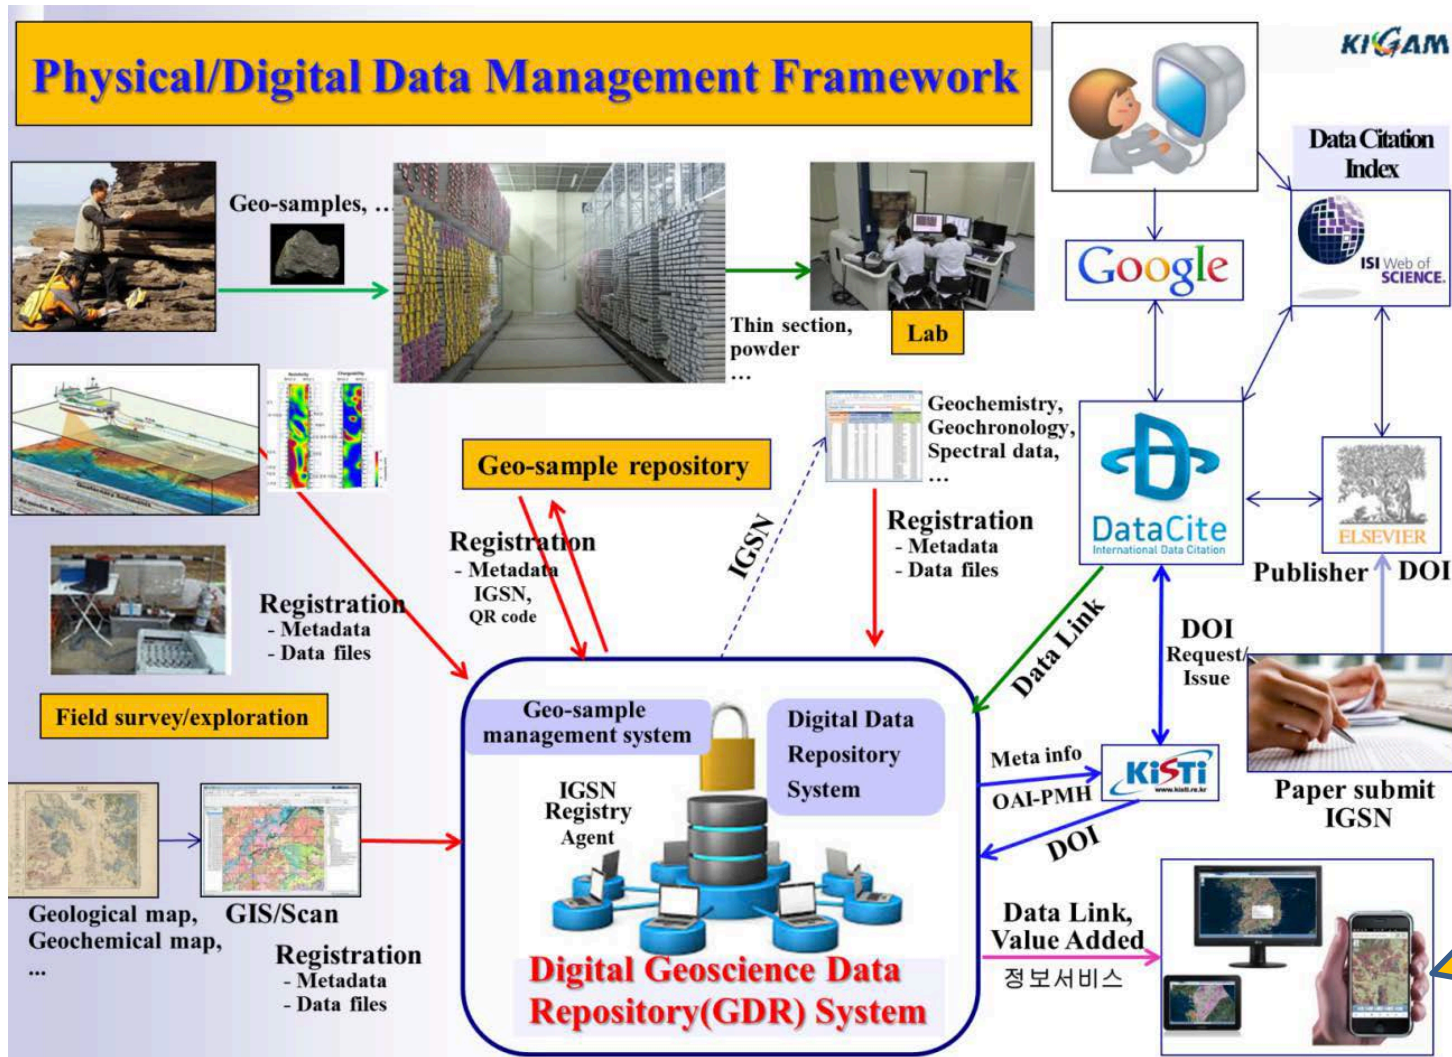 Physical/Digital Data Management Framework
KIGAM
Data Citation
Index
Geo-samples, ...
Google
ISI Web of
SCIENCE.
Thin section,
powder
...
Lab
Geochemistry,
Geochronology,
Spectral data,
...
Geo-sample repository
DataCite
International Data Citation
ELSEVIER
Publisher
DOI
Registration
- Metadata
IGSN,
QR code
IGSN
Registration
- Metadata
- Data files
Registration
- Metadata
- Data files
Data Link
DOI
Request/
Issue
Field survey/exploration
Geo-sample
management system
Digital Data
Repository
System
IGSN
Registry
Agent
Meta info
OAI-PMH
KiSTi
www.kisti.re.kr
DOI
Paper submit
IGSN
Geological map,
Geochemical map,
...
GIS/Scan
Registration
- Metadata
- Data files
Data Link,
Value Added
정보서비스
Digital Geoscience Data
Repository(GDR) System